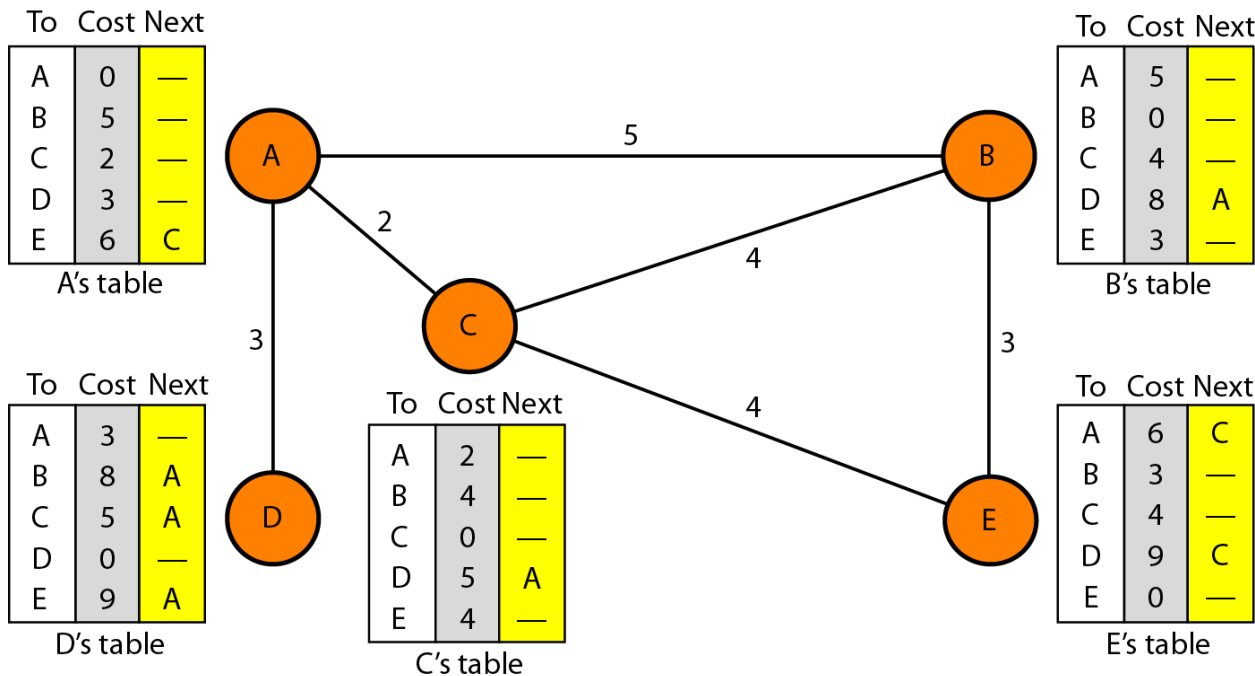 To Cost Next
A 0 —
B 5 —
C 2 —
D 3 —
E 6 C
A's table
To Cost Next
A 5 —
B 0 —
C 4 —
D 8 A
E 3 —
B's table
A
5
B
2
4
C
3
3
4
D
E
To Cost Next
A 3 —
B 8 A
C 5 A
D 0 —
E 9 A
D's table
To Cost Next
A 2 —
B 4 —
C 0 —
D 5 A
E 4 —
C's table
To Cost Next
A 6 C
B 3 —
C 4 —
D 9 C
E 0 —
E's table